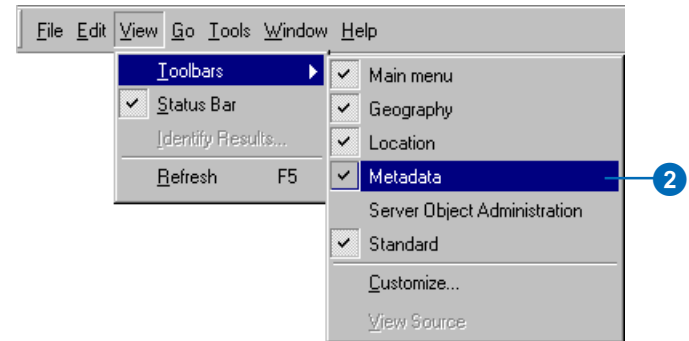 File Edit View Go Tools Window Help
Toolbars
Status Bar
Identify Results...
Refresh F5
Main menu
Geography
Location
Metadata
2
Server Object Administration
Standard
Customize...
View Source